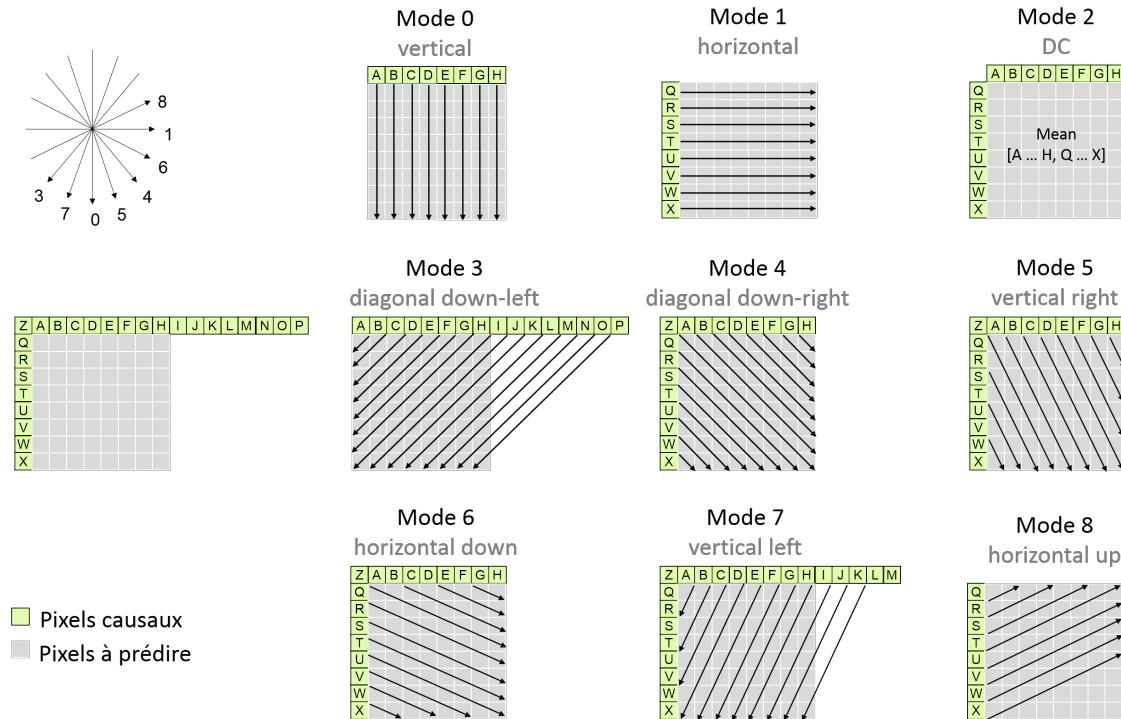 Mode 0
vertical
A B C D E F G H
Mode 1
horizontal
Q
R
S
T
U
V
W
X
Mode 2
DC
A B C D E F G H
Q
R
S
T
U
V
W
X
Mean
[A ... H, Q ... X]
8
1
6
4
5
0
7
3
Z A B C D E F G H I J K L M N O P
Q
R
S
T
U
V
W
X
Mode 3
diagonal down-left
A B C D E F G H I J K L M N O P
Mode 4
diagonal down-right
Z A B C D E F G H
Q
R
S
T
U
V
W
X
Mode 5
vertical right
Z A B C D E F G H
Q
R
S
T
U
V
W
X
Mode 6
horizontal down
Z A B C D E F G H
Q
R
S
T
U
V
W
X
Mode 7
vertical left
Z A B C D E F G H I J K L M
Q
R
S
T
U
V
W
X
Mode 8
horizontal up
Q
R
S
T
U
V
W
X
Pixels causaux
Pixels à prédire